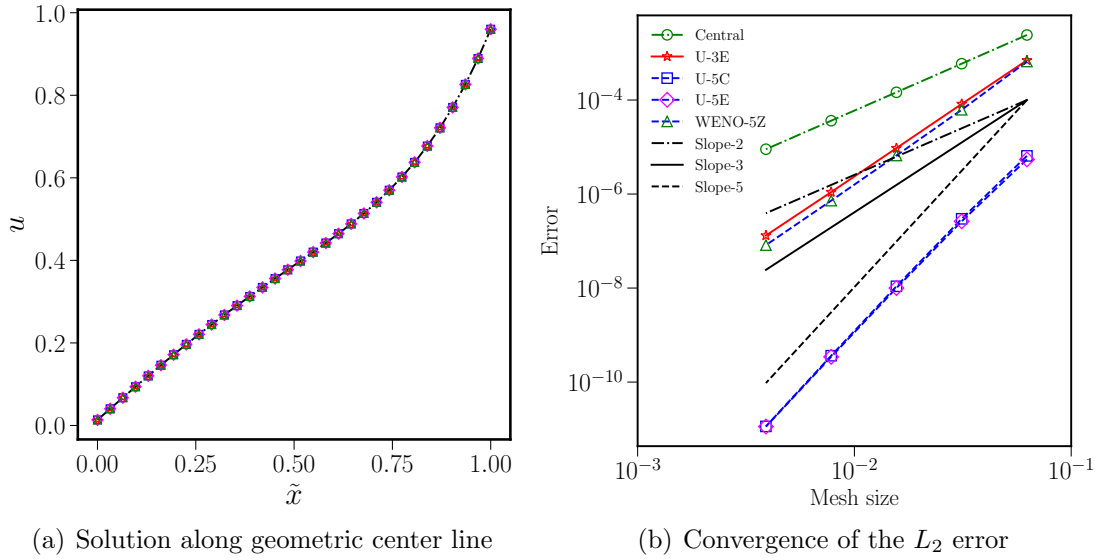 1.0
0.8
0.6
0.4
0.2
0.0
u
0.00 0.25 0.50 0.75 1.00
x̃
(a) Solution along geometric center line
Central
U-3E
U-5C
U-5E
WENO-5Z
Slope-2
Slope-3
Slope-5
10⁻⁴
10⁻⁶
10⁻⁸
10⁻¹⁰
Error
10⁻³ 10⁻² 10⁻¹
Mesh size
(b) Convergence of the L₂ error